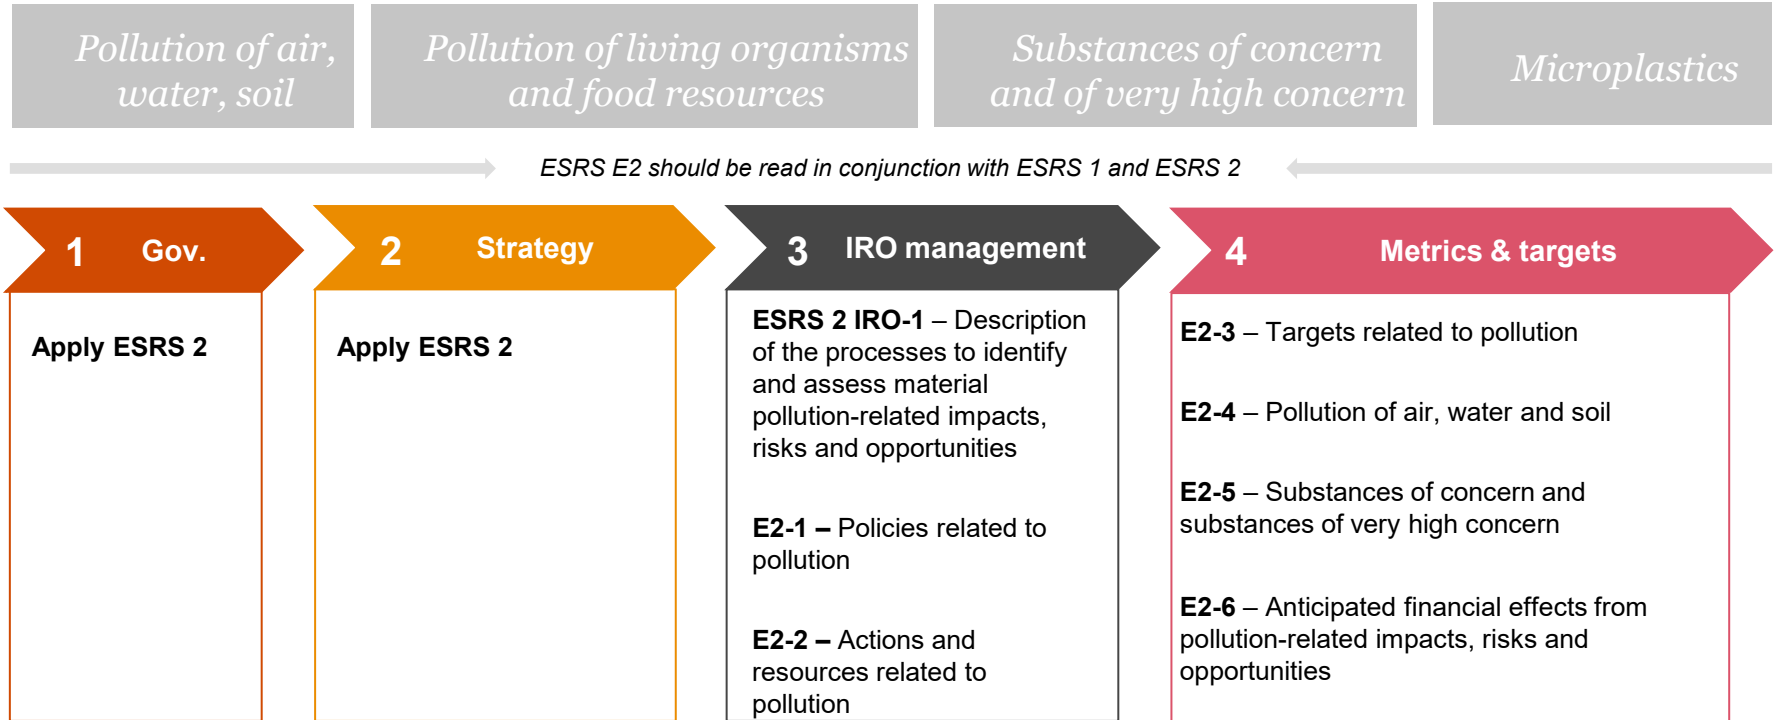 Pollution of air,
water, soil
Pollution of living organisms
and food resources
Substances of concern
and of very high concern
Microplastics
ESRS E2 should be read in conjunction with ESRS 1 and ESRS 2
1 Gov.
Apply ESRS 2
2 Strategy
Apply ESRS 2
3 IRO management
ESRS 2 IRO-1 – Description
of the processes to identify
and assess material
pollution-related impacts,
risks and opportunities
E2-1 – Policies related to
pollution
E2-2 – Actions and
resources related to
pollution
4 Metrics & targets
E2-3 – Targets related to pollution
E2-4 – Pollution of air, water and soil
E2-5 – Substances of concern and
substances of very high concern
E2-6 – Anticipated financial effects from
pollution-related impacts, risks and
opportunities